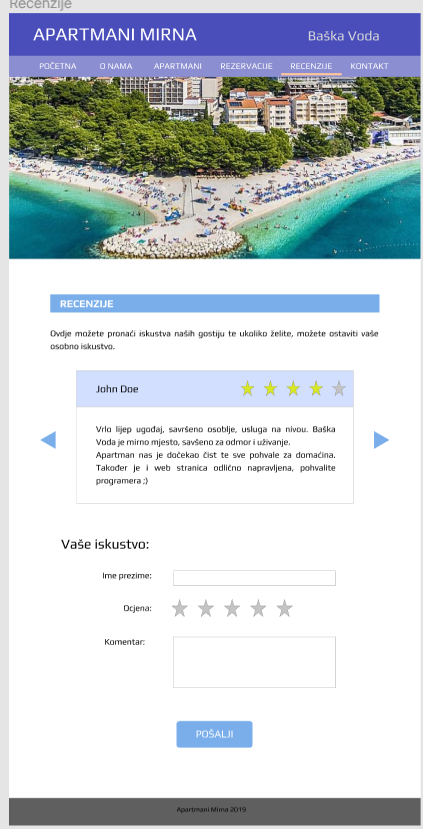 Recenzije
APARTMANI MIRNA
Baška Voda
POČETNA O NAMA APARTMANI REZERVACIJE RECENZIJE KONTAKT
RECENZIJE
Ovdje možete pronaći iskustva naših gostiju te ukoliko želite, možete ostaviti vaše
osobno iskustvo.
John Doe
Vrlo lijep ugođaj, savršeno osoblje, usluga na nivou. Baška
Voda je mirno mjesto, savšeno za odmor i uživanje.
Apartman nas je dočekao čist te sve pohvale za domaćina.
Također je i web stranica odlično napravljena, pohvalite
programera ;)
Vaše iskustvo:
Ime prezime:
Ocjena:
Komentar:
POŠALJI
Apartmani Mirna 2019